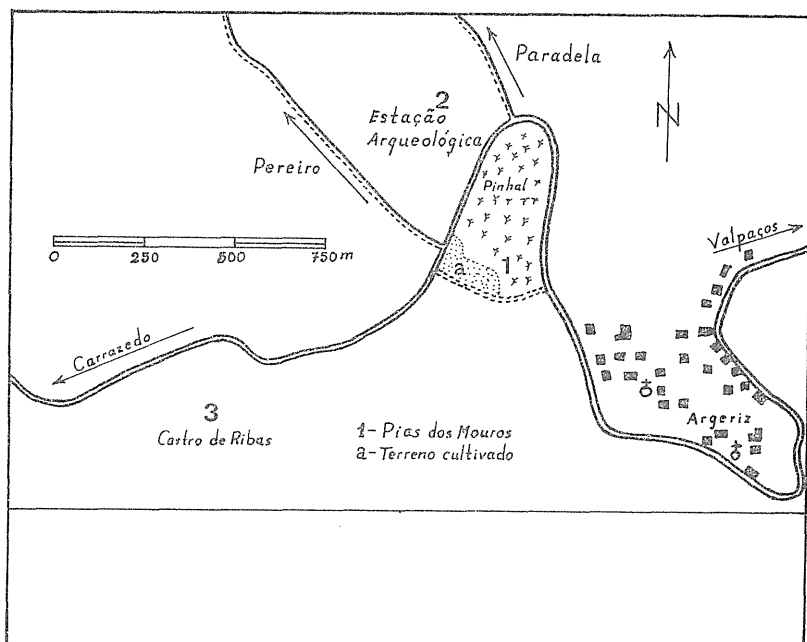 Paradela
2
Estação
Arqueológica
N
Pereiro
Pinhal
Valpaços
0 250 500 750m
a 1
Carrazedo
3
Castro de Ribas
1-Pias dos Mouros
a-Terreno cultivado
Argeriz